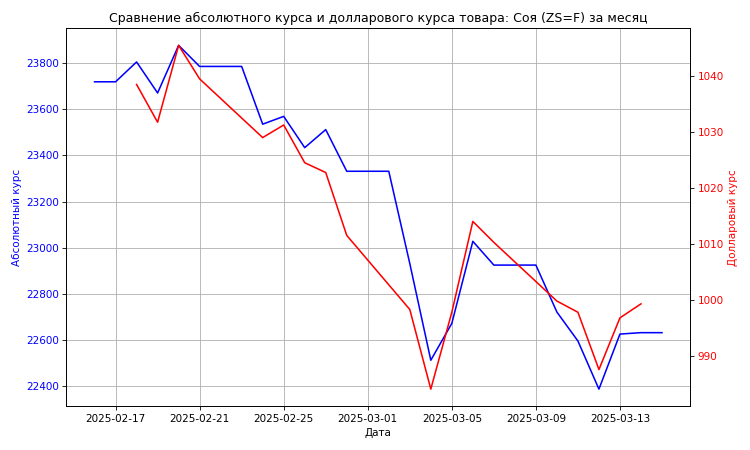 Сравнение абсолютного курса и долларового курса товара: Соя (ZS=F) за месяц
Абсолютный курс
23800
23600
23400
23200
23000
22800
22600
22400
1040
1030
1020
1010
1000
990
Долларовый курс
2025-02-17 2025-02-21 2025-02-25 2025-03-01 2025-03-05 2025-03-09 2025-03-13
Дата